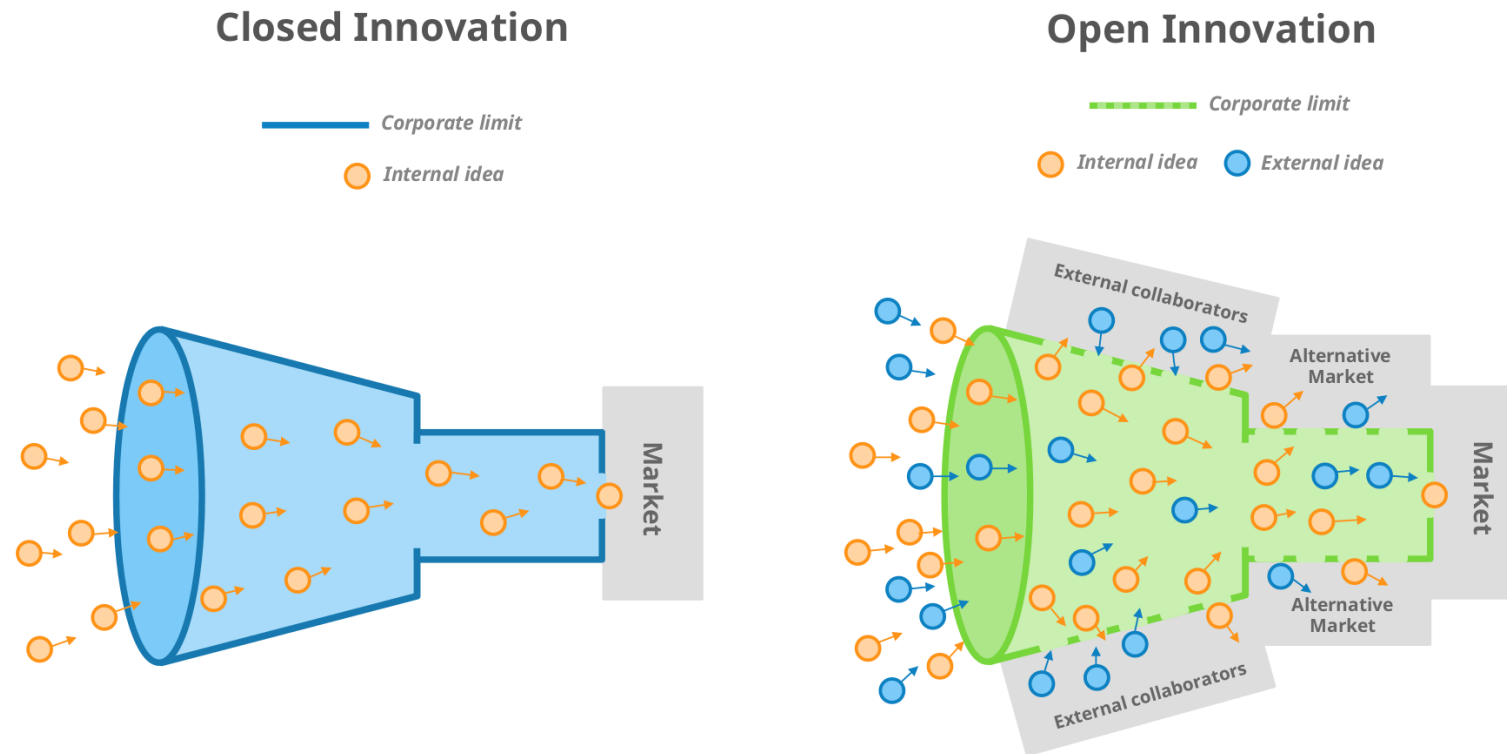 Closed Innovation
Corporate limit
Internal idea
Market
Open Innovation
Corporate limit
Internal idea
External idea
External collaborators
Alternative
Market
Market
Alternative
Market
External collaborators